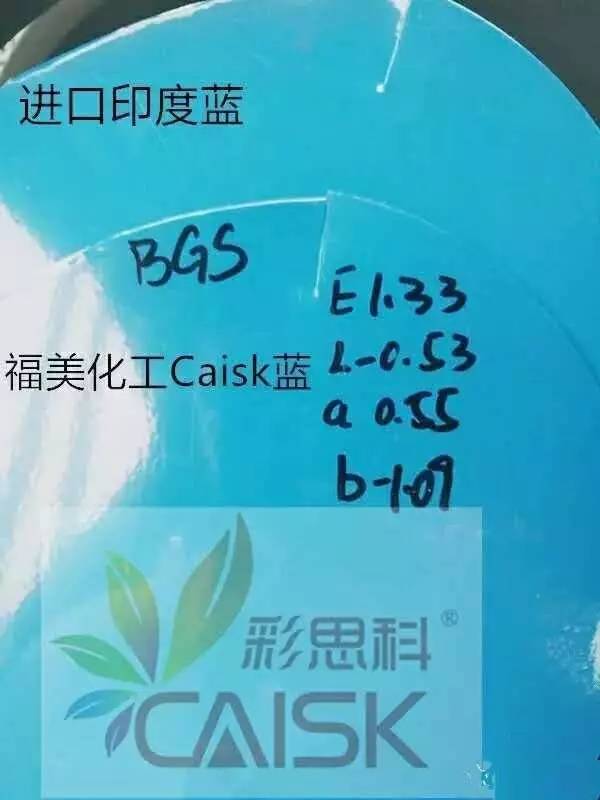 进口印度蓝
BGS
E 1.33
福美化工Caisk蓝
L-0.53
a 0.55
b-1.09
彩思科®
CAISK